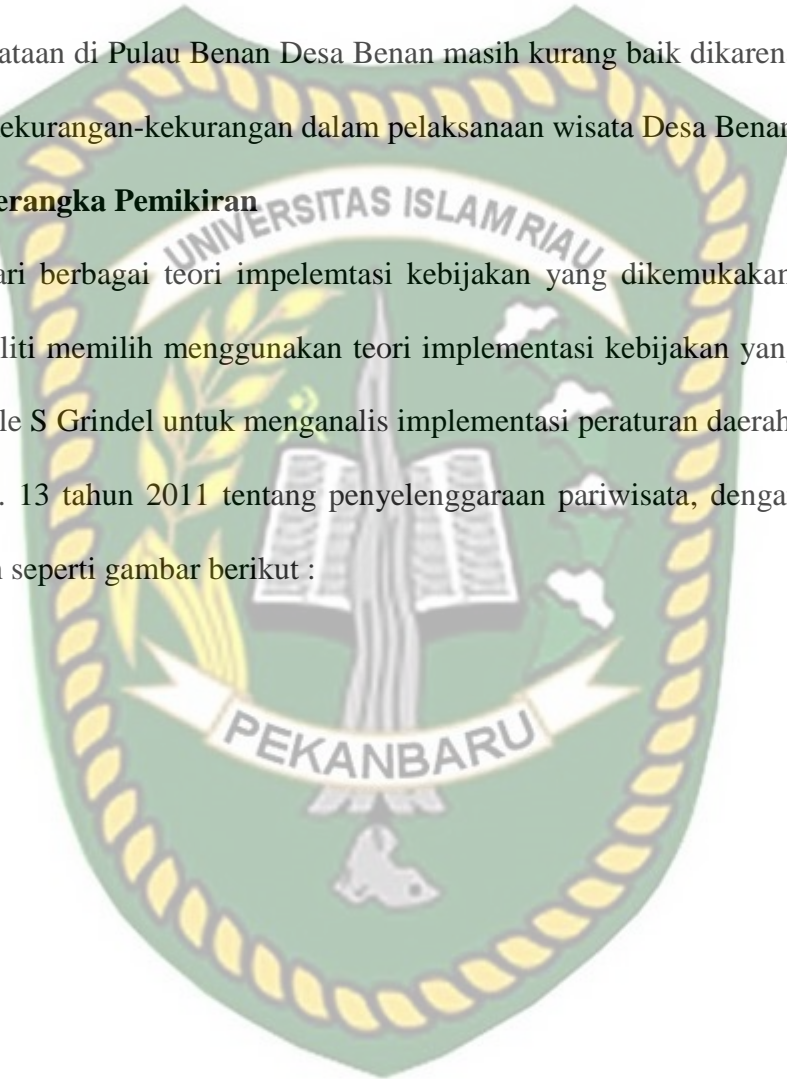 ataan di Pulau Benan Desa Benan masih kurang baik dikaren
ekurangan-kekurangan dalam pelaksanaan wisata Desa Benan
erangka Pemikiran
UNIVERSITAS ISLAM RIAU
ari berbagai teori impelemtasi kebijakan yang dikemukakan
liti memilih menggunakan teori implementasi kebijakan yang
le S Grindel untuk menganalis implementasi peraturan daerah
. 13 tahun 2011 tentang penyelenggaraan pariwisata, denga
n seperti gambar berikut :
PEKANBARU